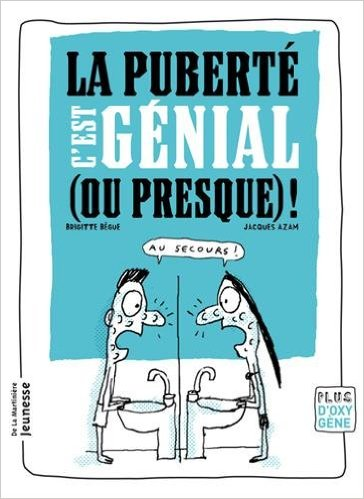 LA PUBERTÉ
C'EST
GÉNIAL
(OU PRESQUE) !
BRIGITTE BÈGUE
JACQUES AZAM
AU SECOURS !
De La Martinière
Jeunesse
PLUS
D'OXY
GÈNE